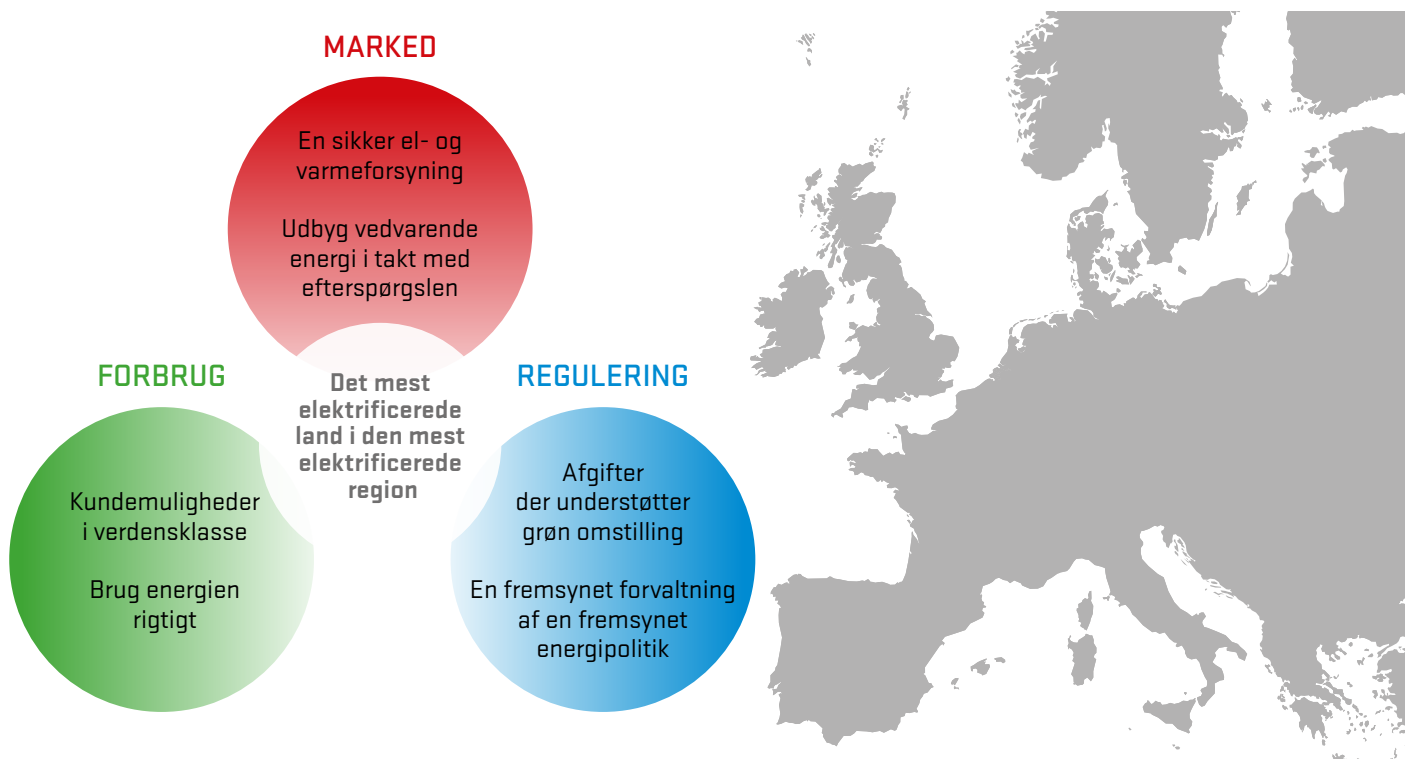 MARKED
En sikker el- og
varmeforsyning
Udbyg vedvarende
energi i takt med
efterspørgslen
FORBRUG
Kundemuligheder
i verdensklasse
Brug energien
rigtigt
Det mest
elektrificerede
land i den mest
elektrificerede
region
REGULERING
Afgifter
der understøtter
grøn omstilling
En fremsynet forvaltning
af en fremsynet
energipolitik